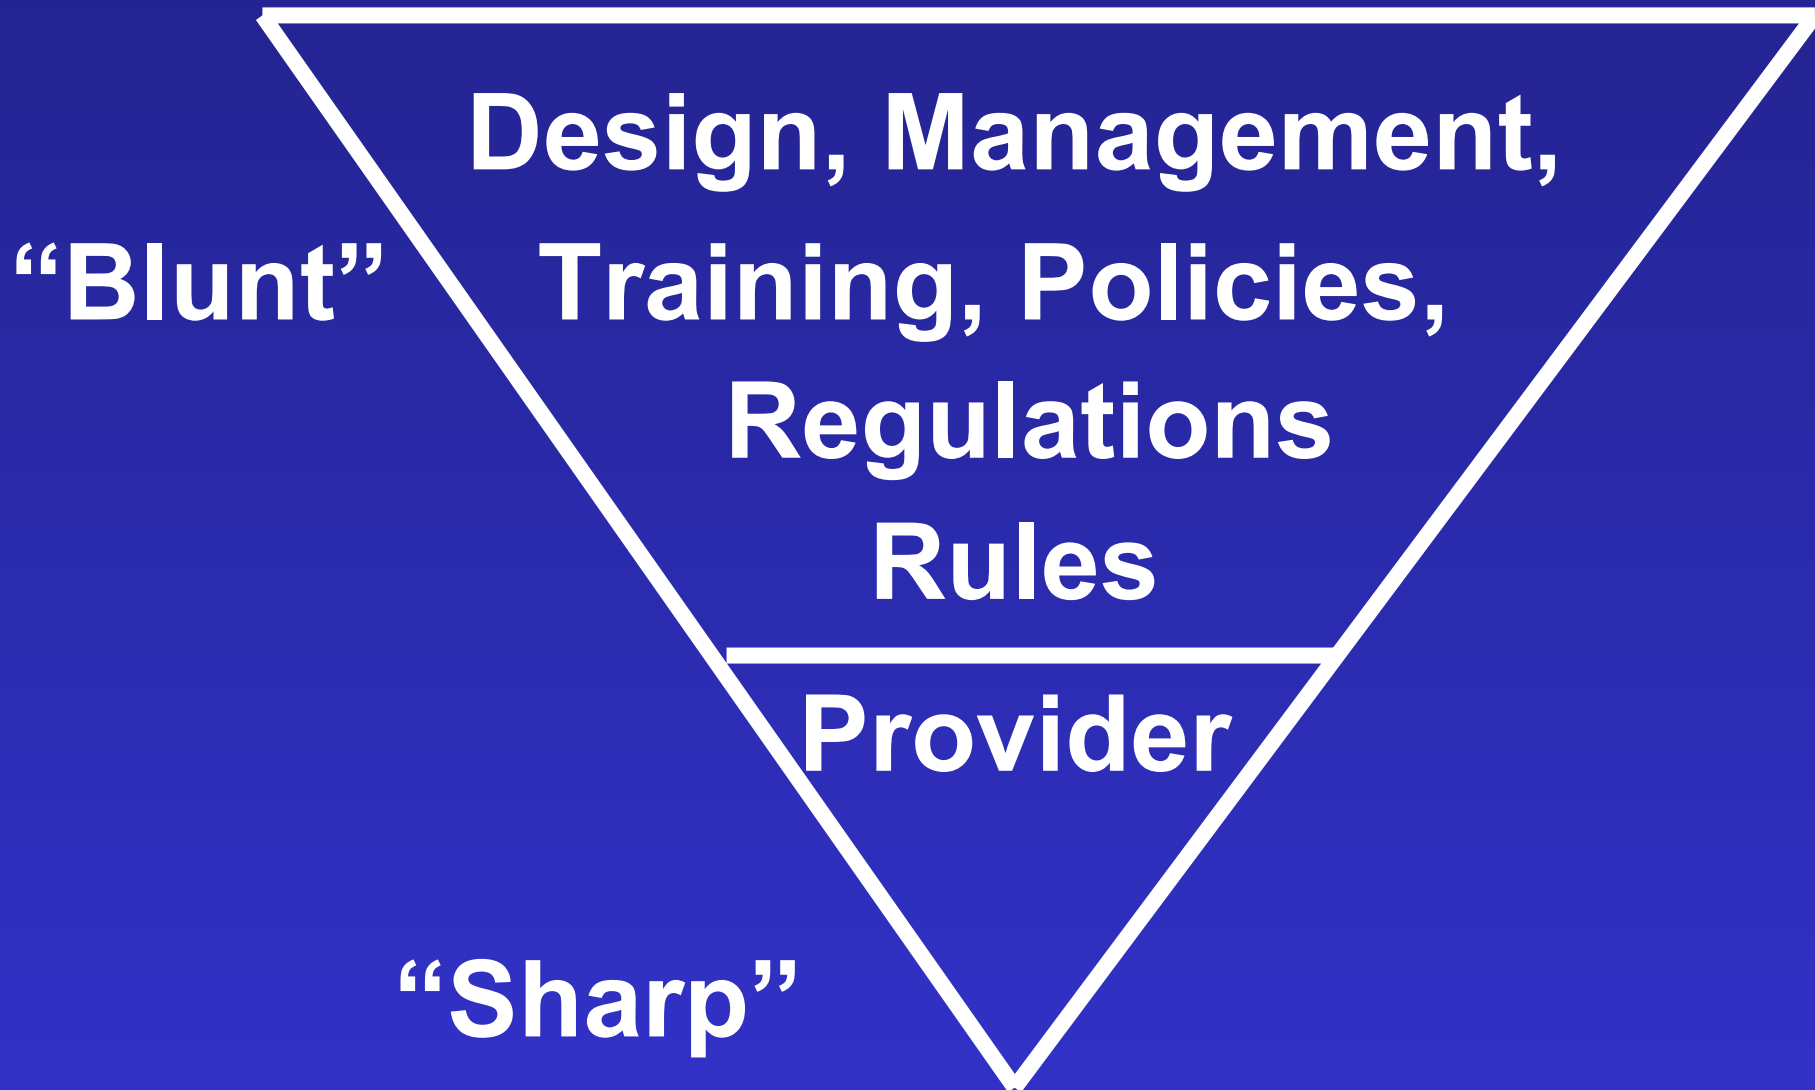 Design, Management,
“Blunt”
Training, Policies,
Regulations
Rules
Provider
“Sharp”